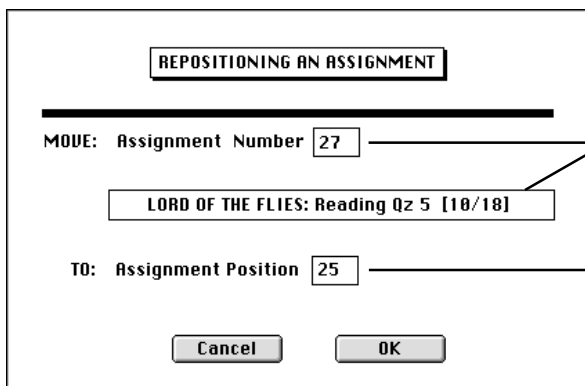 REPOSITIONING AN ASSIGNMENT
MOVE: Assignment Number 27
LORD OF THE FLIES: Reading Qz 5 [10/18]
TO: Assignment Position 25
Cancel OK